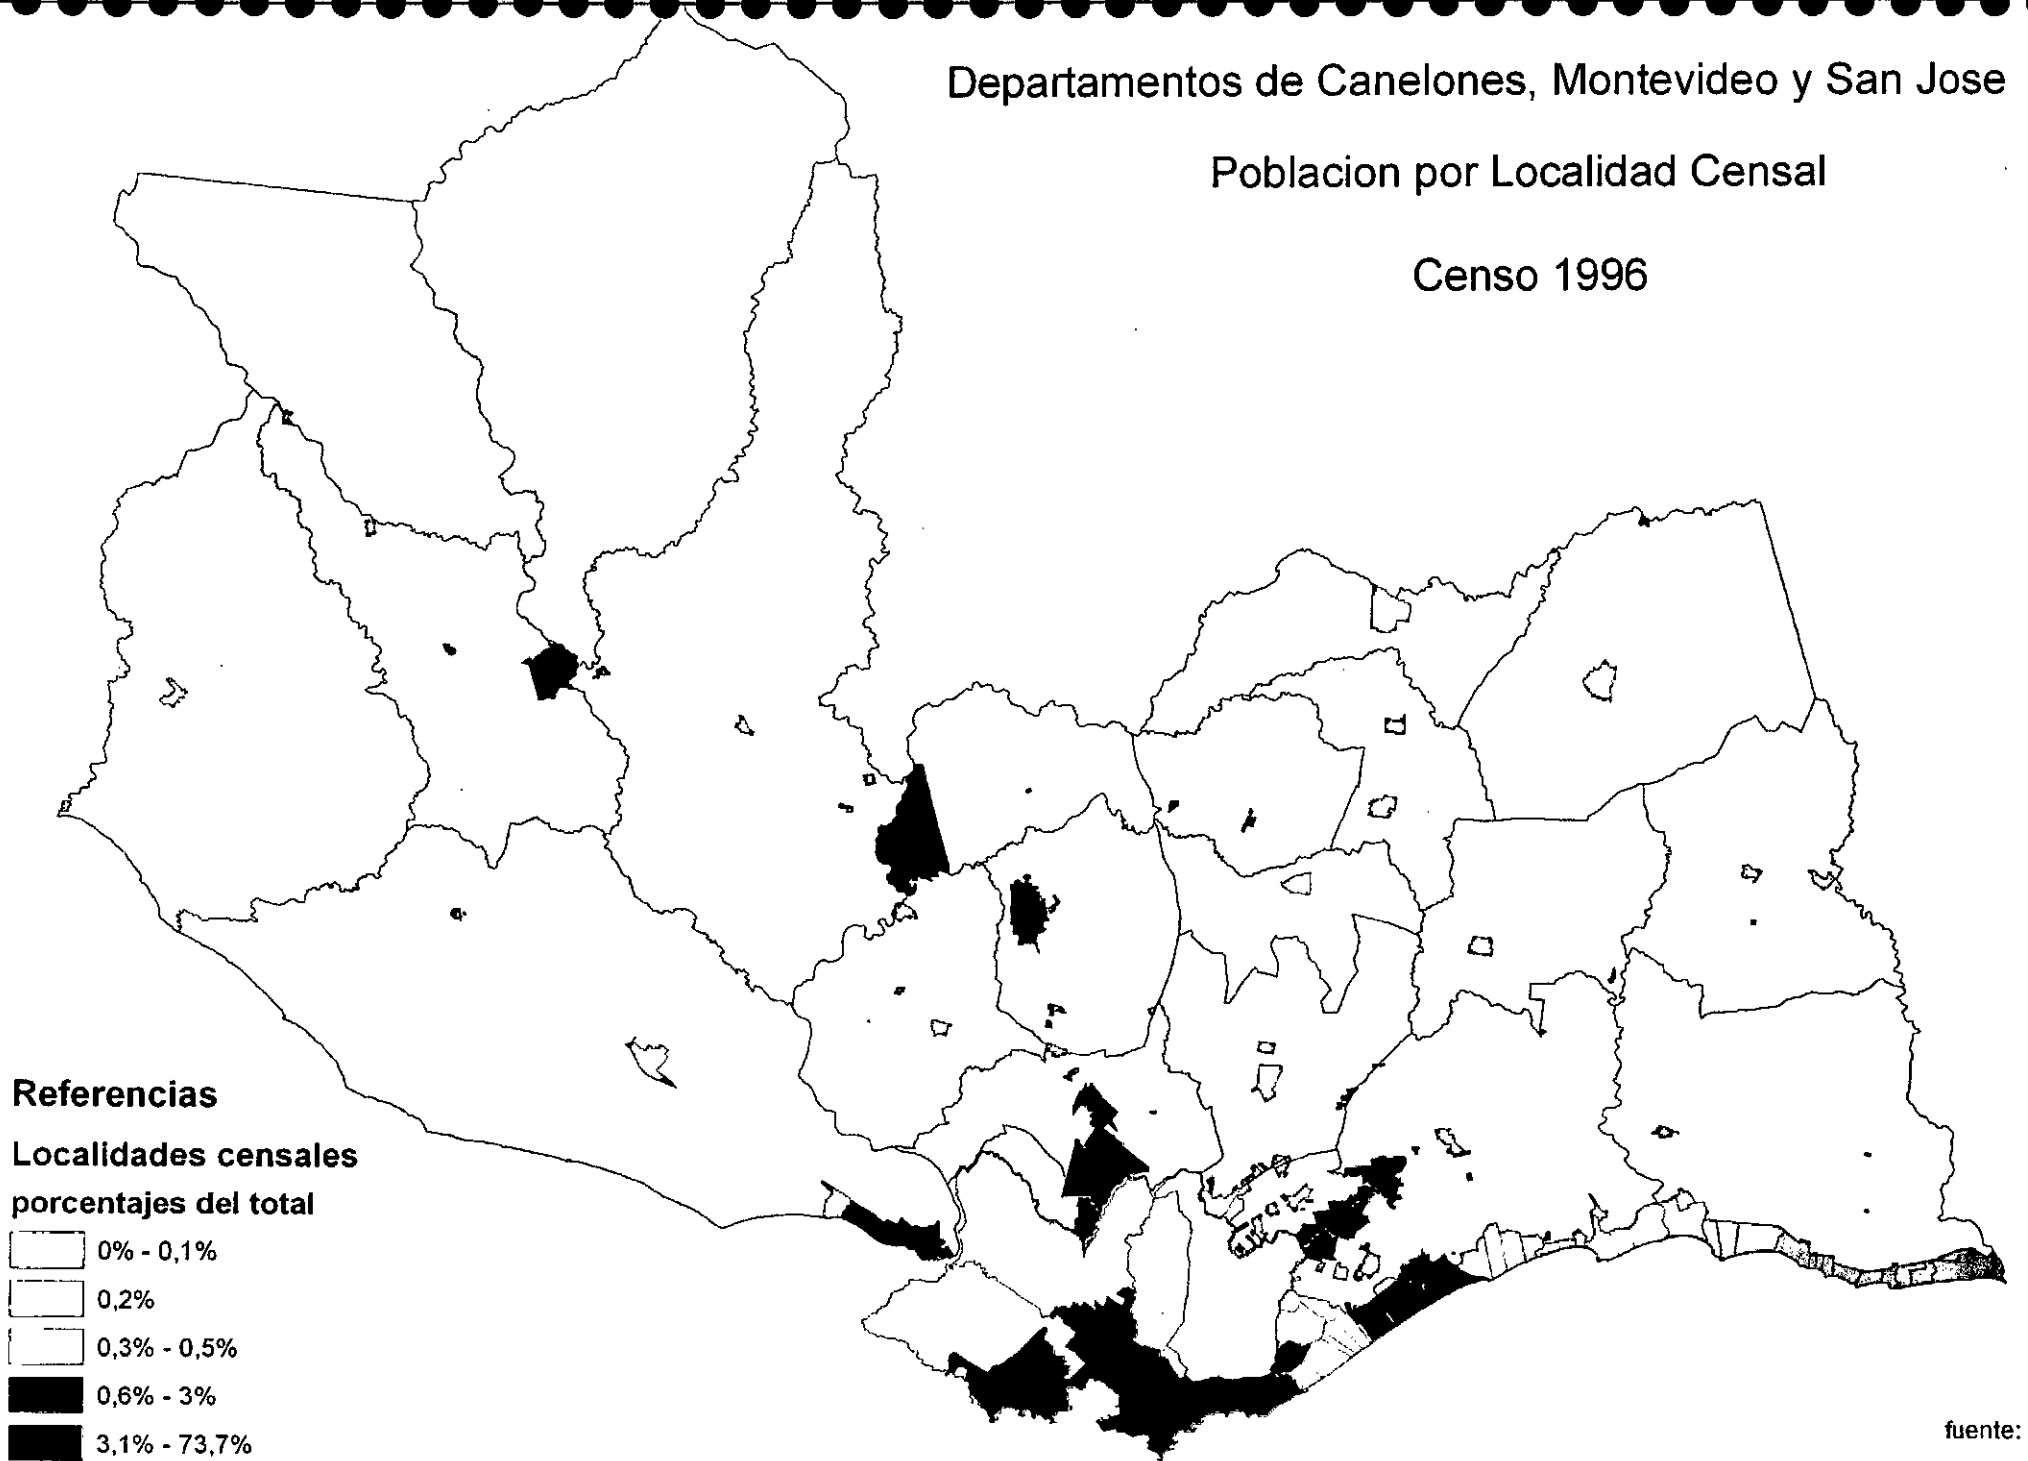 Departamentos de Canelones, Montevideo y San Jose
Poblacion por Localidad Censal
Censo 1996
Referencias
Localidades censales
porcentajes del total
0% - 0,1%
0,2%
0,3% - 0,5%
0,6% - 3%
3,1% - 73,7%
fuente: